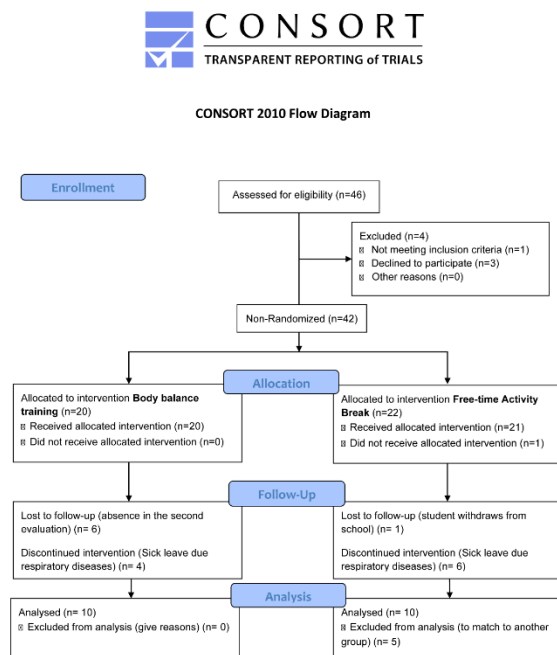 CONSORT
TRANSPARENT REPORTING of TRIALS
CONSORT 2010 Flow Diagram
Enrollment
Assessed for eligibility (n=46)
Excluded (n=4)
Not meeting inclusion criteria (n=1)
Declined to participate (n=3)
Other reasons (n=0)
Non-Randomized (n=42)
Allocation
Allocated to intervention Body balance
training (n=20)
Received allocated intervention (n=20)
Did not receive allocated intervention (n=0)
Allocated to intervention Free-time Activity
Break (n=22)
Received allocated intervention (n=21)
Did not receive allocated intervention (n=1)
Follow-Up
Lost to follow-up (absence in the second
evaluation) (n= 6)
Discontinued intervention (Sick leave due
respiratory diseases) (n= 4)
Lost to follow-up (student withdraws from
school) (n= 1)
Discontinued intervention (Sick leave due
respiratory diseases) (n= 6)
Analysis
Analysed (n= 10)
Excluded from analysis (give reasons) (n= 0)
Analysed (n= 10)
Excluded from analysis (to match to another
group) (n= 5)